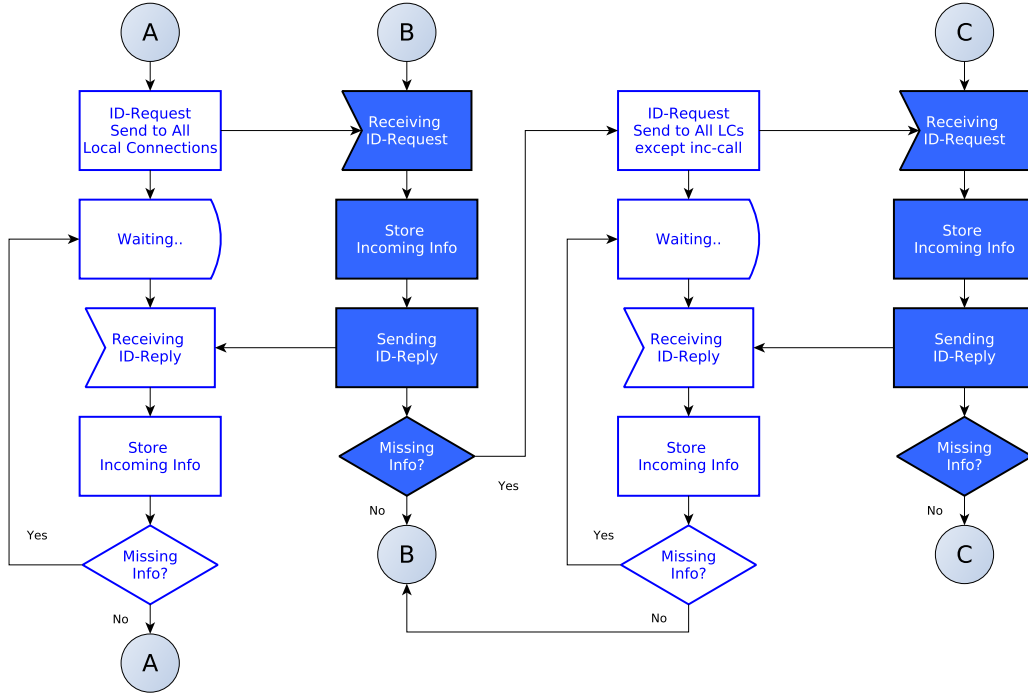 A
B
C
ID-Request
Send to All
Local Connections
Receiving
ID-Request
ID-Request
Send to All LCs
except inc-call
Receiving
ID-Request
Waiting..
Store
Incoming Info
Waiting..
Store
Incoming Info
Receiving
ID-Reply
Sending
ID-Reply
Receiving
ID-Reply
Sending
ID-Reply
Store
Incoming Info
Missing
Info?
Yes
No
Store
Incoming Info
Missing
Info?
No
Yes
Missing
Info?
No
B
Yes
Missing
Info?
No
C
A